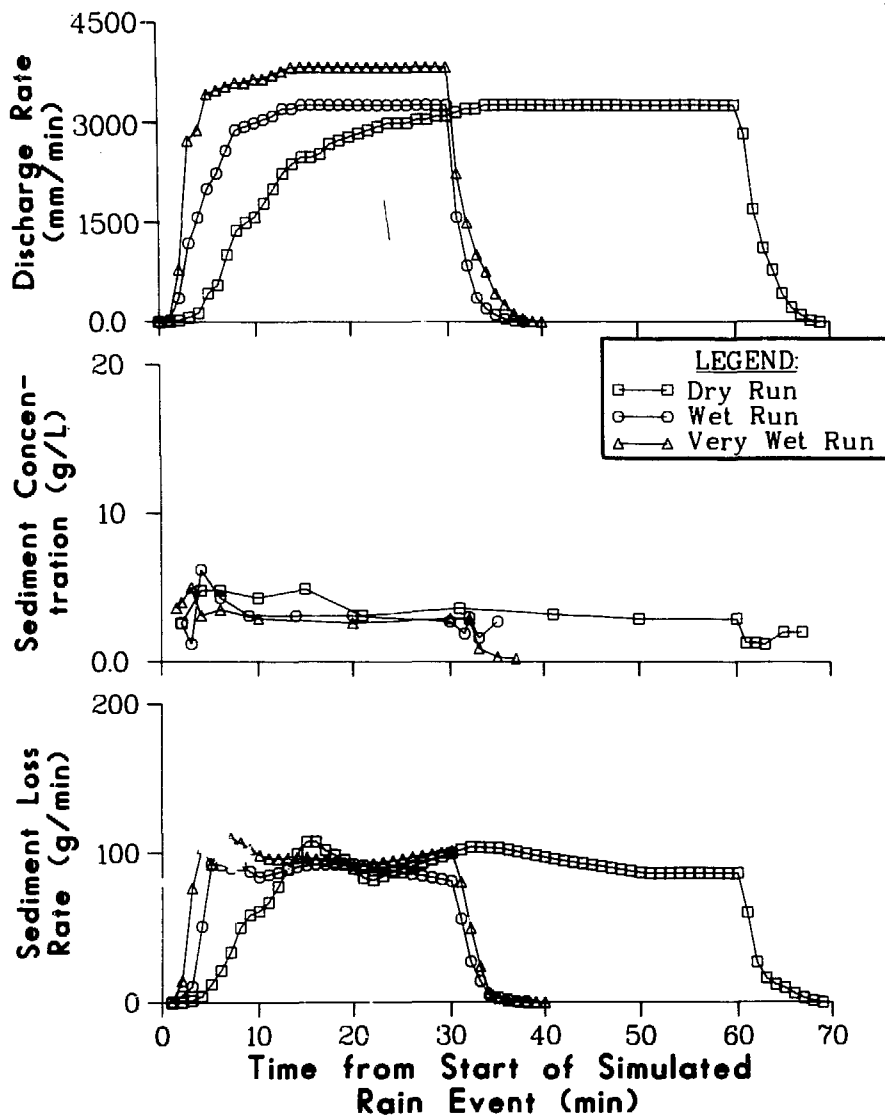 Discharge Rate
(mm/min)
4500
3000
1500
0.0
LEGEND:
Dry Run
Wet Run
Very Wet Run
Sediment Concen-
tration (g/L)
20
10
0.0
Sediment Loss
Rate (g/min)
200
100
0
0 10 20 30 40 50 60 70
Time from Start of Simulated
Rain Event (min)